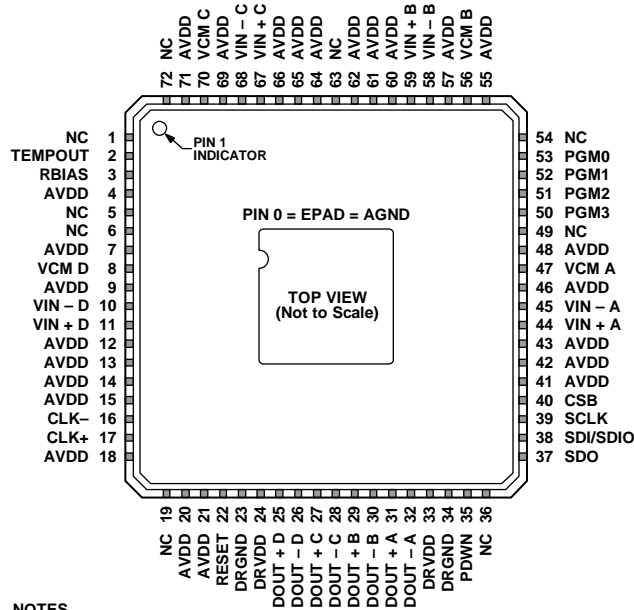 72 NC
71 AVDD
70 VCM C
69 AVDD
68 VIN – C
67 VIN + C
66 AVDD
65 AVDD
64 AVDD
63 NC
62 AVDD
61 AVDD
60 AVDD
59 VIN + B
58 VIN – B
57 AVDD
56 VCM B
55 AVDD
NC 1
TEMPOUT 2
RBIAS 3
AVDD 4
NC 5
NC 6
AVDD 7
VCM D 8
AVDD 9
VIN – D 10
VIN + D 11
AVDD 12
AVDD 13
AVDD 14
AVDD 15
CLK– 16
CLK+ 17
AVDD 18
PIN 1
INDICATOR
PIN 0 = EPAD = AGND
TOP VIEW
(Not to Scale)
54 NC
53 PGM0
52 PGM1
51 PGM2
50 PGM3
49 NC
48 AVDD
47 VCM A
46 AVDD
45 VIN – A
44 VIN + A
43 AVDD
42 AVDD
41 AVDD
40 CSB
39 SCLK
38 SDI/SDIO
37 SDO
NC 19
AVDD 20
AVDD 21
RESET 22
DRGND 23
DRVDD 24
DOUT + D 25
DOUT – D 26
DOUT + C 27
DOUT – C 28
DOUT + B 29
DOUT – B 30
DOUT + A 31
DOUT – A 32
DRVDD 33
DRGND 34
PDWN 35
NC 36
NOTES